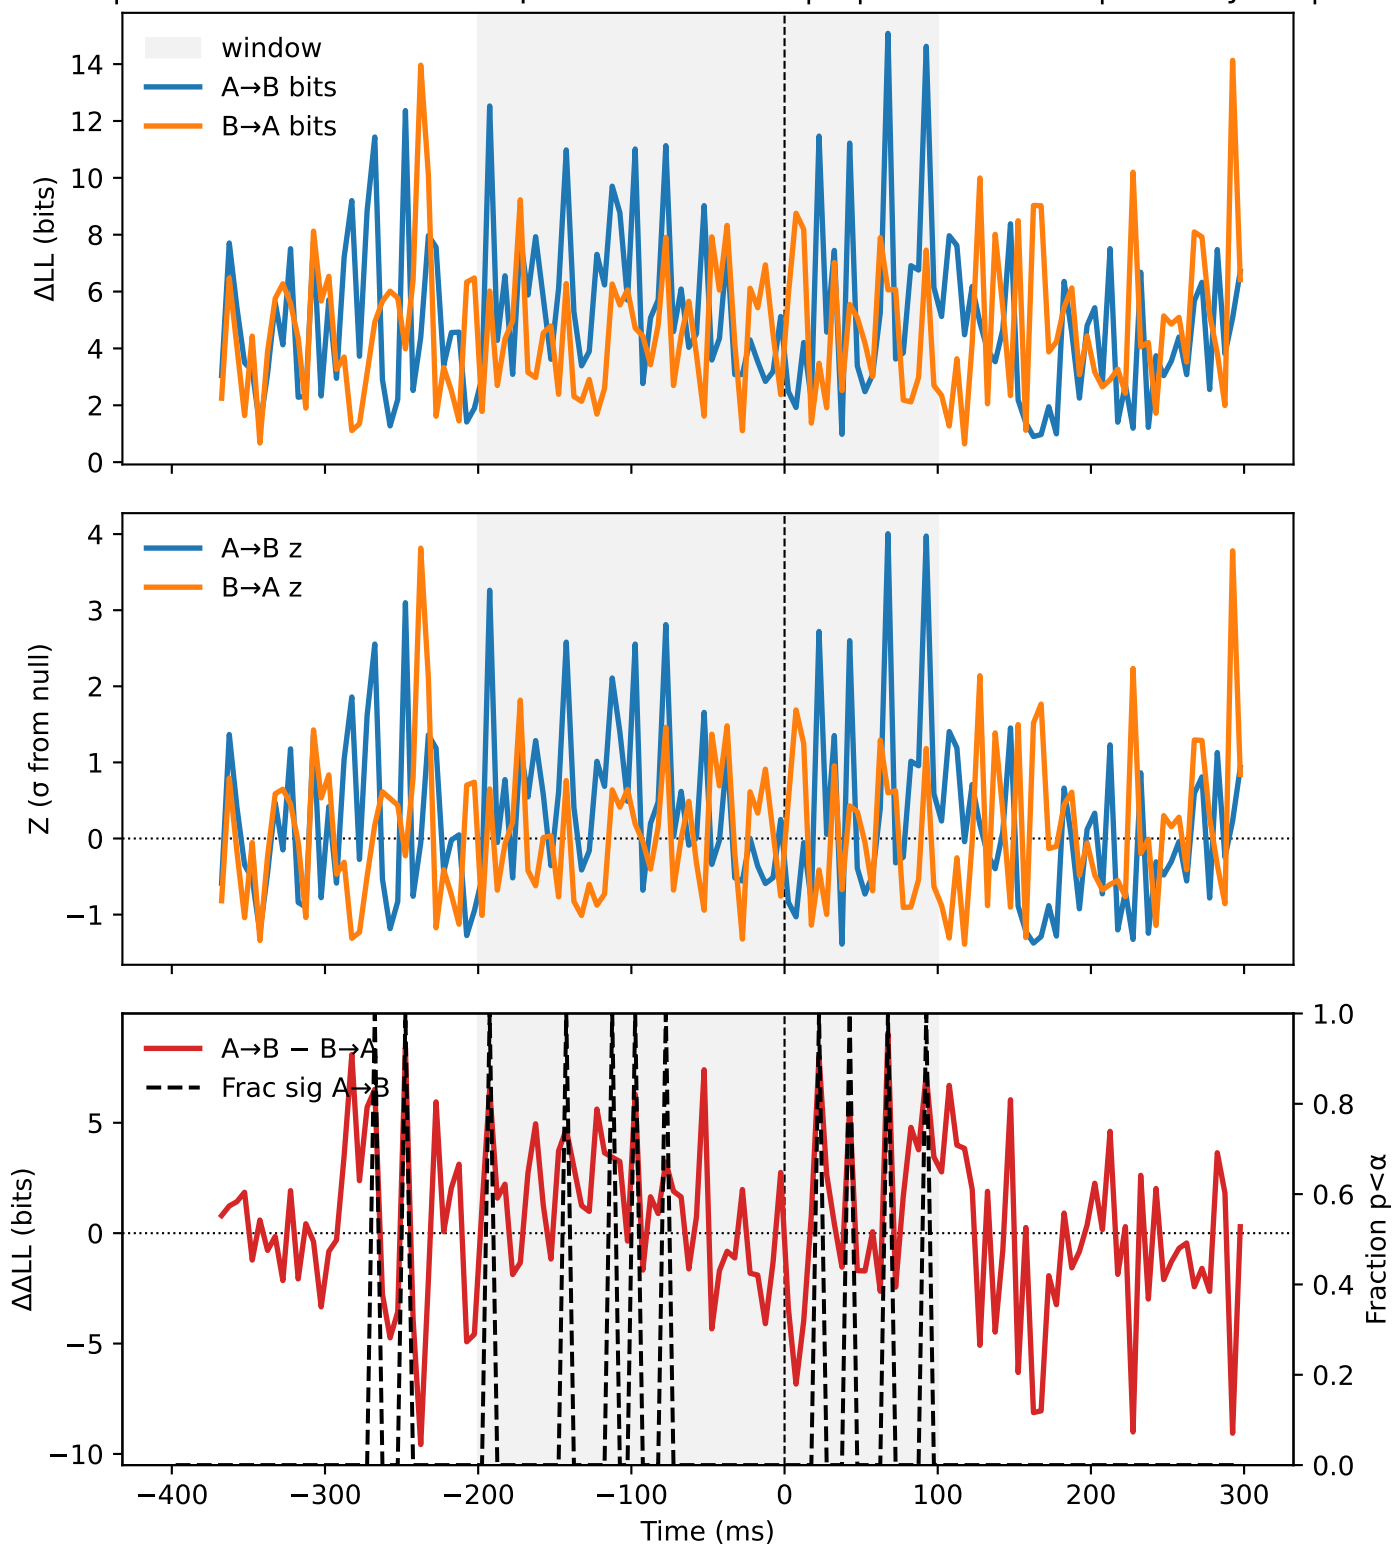 window
A→B bits
B→A bits
ΔLL (bits)
14
12
10
8
6
4
2
0
A→B z
B→A z
Z (σ from null)
4
3
2
1
0
−1
A→B − B→A
Frac sig A→B
ΔΔLL (bits)
5
0
−5
−10
1.0
0.8
0.6
0.4
0.2
0.0
Fraction p<α
−400 −300 −200 −100 0 100 200 300
Time (ms)